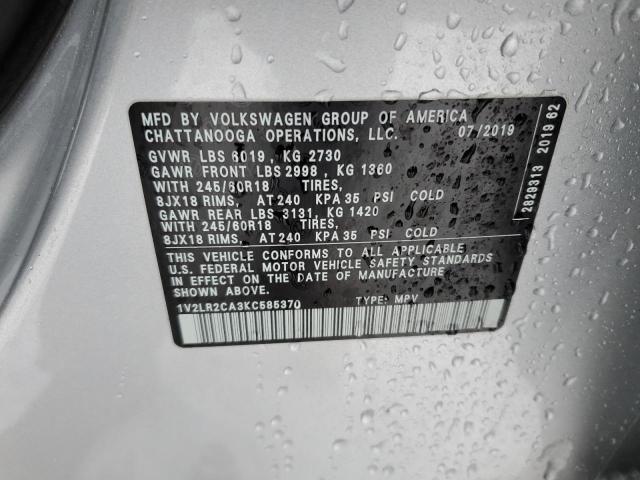 MFD BY VOLKSWAGEN GROUP OF AMERICA
CHATTANOOGA OPERATIONS, LLC. 07/2019
GVWR LBS 6019 , KG 2730
GAWR FRONT LBS 2998 , KG 1360
WITH 245/60R18 TIRES,
8JX18 RIMS, AT 240 KPA 35 PSI COLD
GAWR REAR LBS 3131, KG 1420
WITH 245/60R18 TIRES,
8JX18 RIMS, AT 240 KPA 35 PSI COLD
THIS VEHICLE CONFORMS TO ALL APPLICABLE
U.S. FEDERAL MOTOR VEHICLE SAFETY STANDARDS
IN EFFECT ON THE DATE OF MANUFACTURE
SHOWN ABOVE.
1V2LR2CA3KC585370 TYPE: MPV
2829313 2019 62